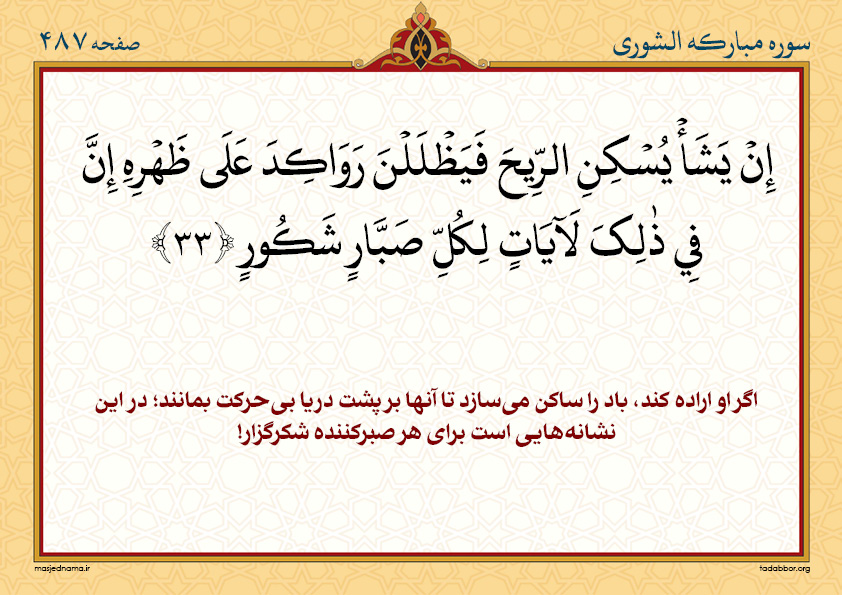 سوره مبارکه الشوری
صفحه ۴۸۷
إِنْ يَشَأْ يُسْكِنِ الرِّيحَ فَيَظْلَلْنَ رَوَاكِدَ عَلَى ظَهْرِهِ إِنَّ
فِي ذَٰلِكَ لَآيَاتٍ لِكُلِّ صَبَّارٍ شَكُورٍ ﴿٣٣﴾
اگر او اراده کند، باد را ساکن می‌سازد تا آنها بر پشت دریا بی‌حرکت بمانند؛ در این
نشانه‌هایی است برای هر صبرکننده شکرگزار!
masjednama.ir
tadabbor.org